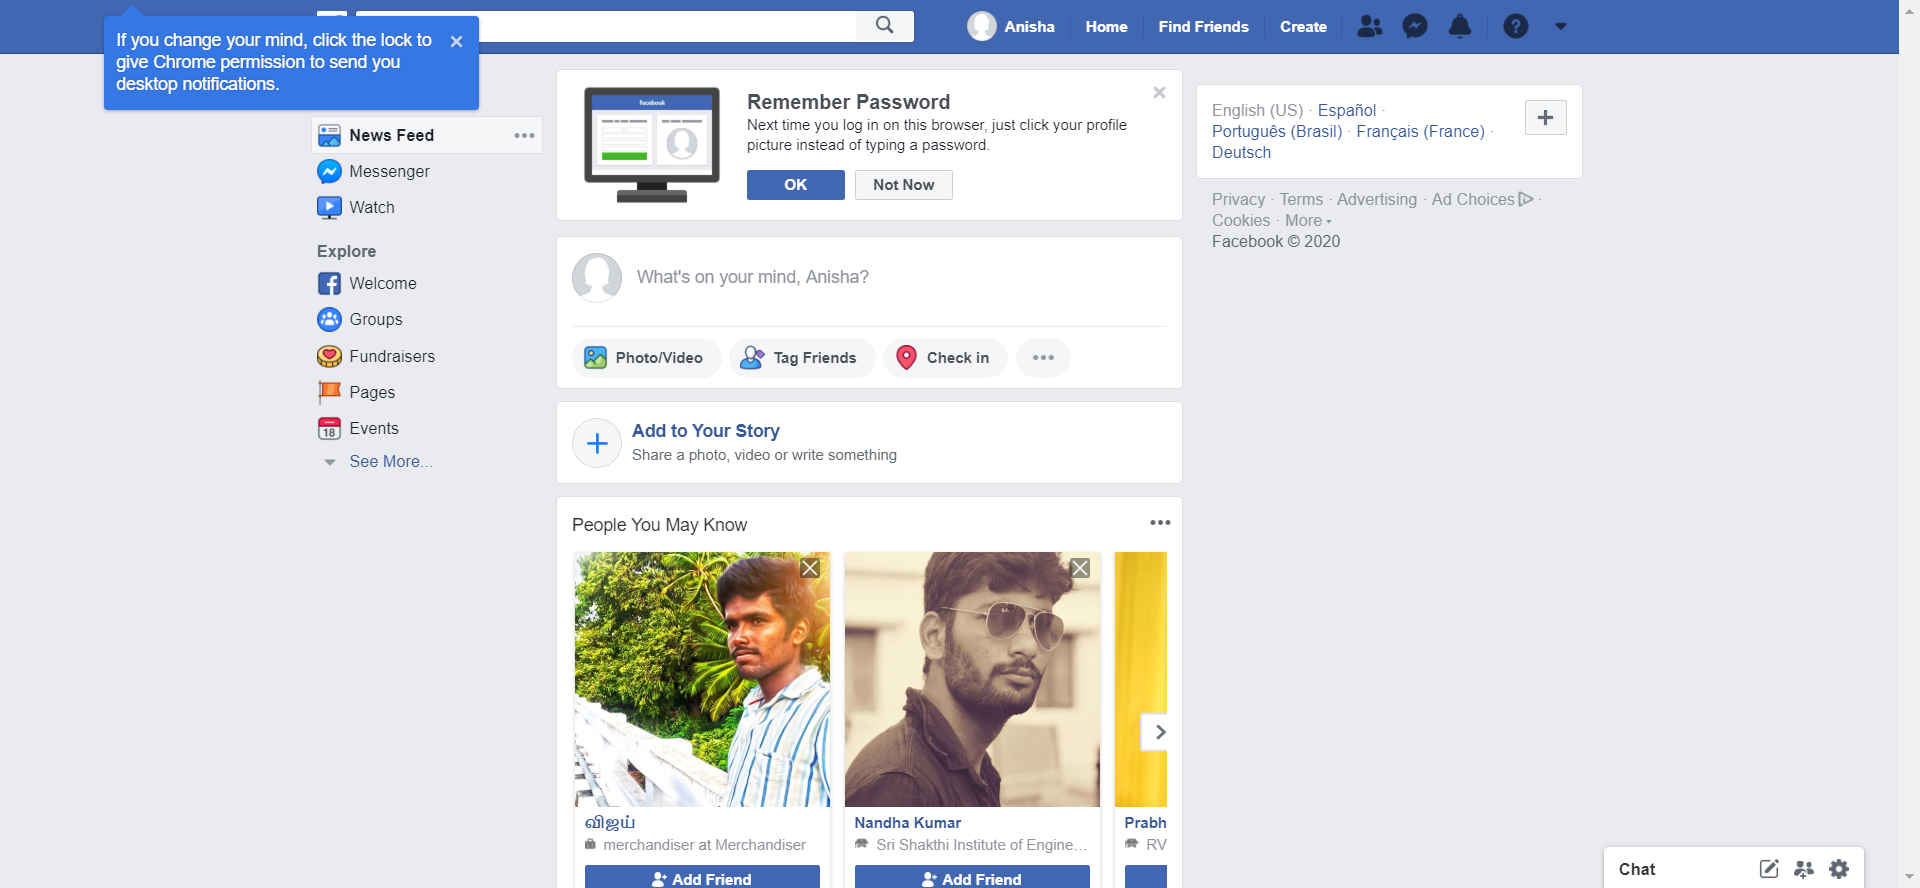 If you change your mind, click the lock to
give Chrome permission to send you
desktop notifications.
Anisha
Home
Find Friends
Create
News Feed
Messenger
Watch
Explore
Welcome
Groups
Fundraisers
Pages
18
Events
See More...
facebook
Remember Password
Next time you log in on this browser, just click your profile
picture instead of typing a password.
OK
Not Now
What's on your mind, Anisha?
Photo/Video
Tag Friends
Check in
Add to Your Story
Share a photo, video or write something
People You May Know
விஜய்
merchandiser at Merchandiser
Add Friend
Nandha Kumar
Sri Shakthi Institute of Engine...
Add Friend
Prabh
RV
English (US) · Español ·
Português (Brasil) · Français (France) ·
Deutsch
Privacy · Terms · Advertising · Ad Choices ·
Cookies · More
Facebook © 2020
Chat